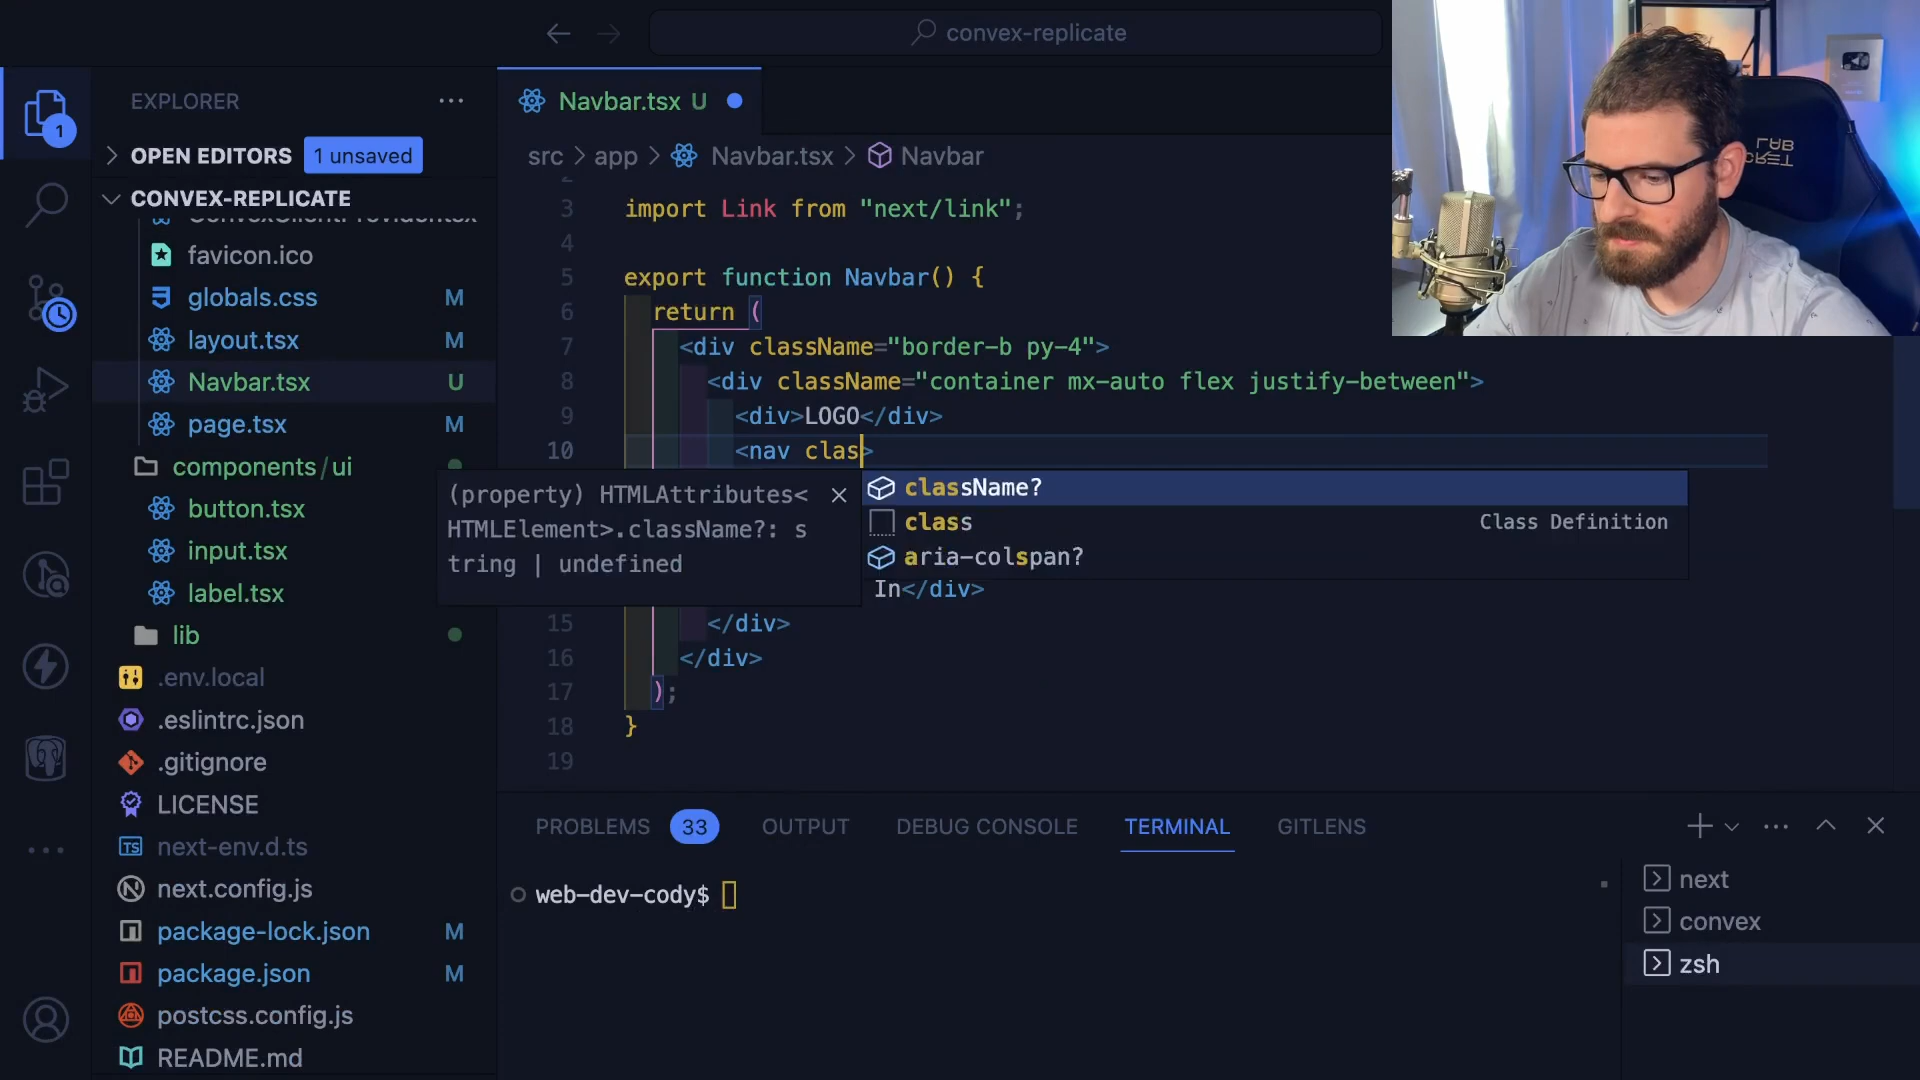 convex-replicate
EXPLORER
OPEN EDITORS 1 unsaved
CONVEX-REPLICATE
ConvexClientProvider.tsx
favicon.ico
globals.css M
layout.tsx M
Navbar.tsx U
page.tsx M
components/ui
button.tsx
input.tsx
label.tsx
lib
.env.local
.eslintrc.json
.gitignore
LICENSE
next-env.d.ts
next.config.js
package-lock.json M
package.json M
postcss.config.js
README.md
1
Navbar.tsx U
src > app > Navbar.tsx > Navbar
3 import Link from "next/link";
4
5 export function Navbar() {
6 return (
7 <div className="border-b py-4">
8 <div className="container mx-auto flex justify-between">
9 <div>LOGO</div>
10 <nav clas>
(property) HTMLAttributes<
HTMLElement>.className?: s
tring | undefined
className?
class Class Definition
aria-colspan?
In</div>
15 </div>
16 </div>
17 );
18 }
19
PROBLEMS 33 OUTPUT DEBUG CONSOLE TERMINAL GITLENS
web-dev-cody$
next
convex
zsh